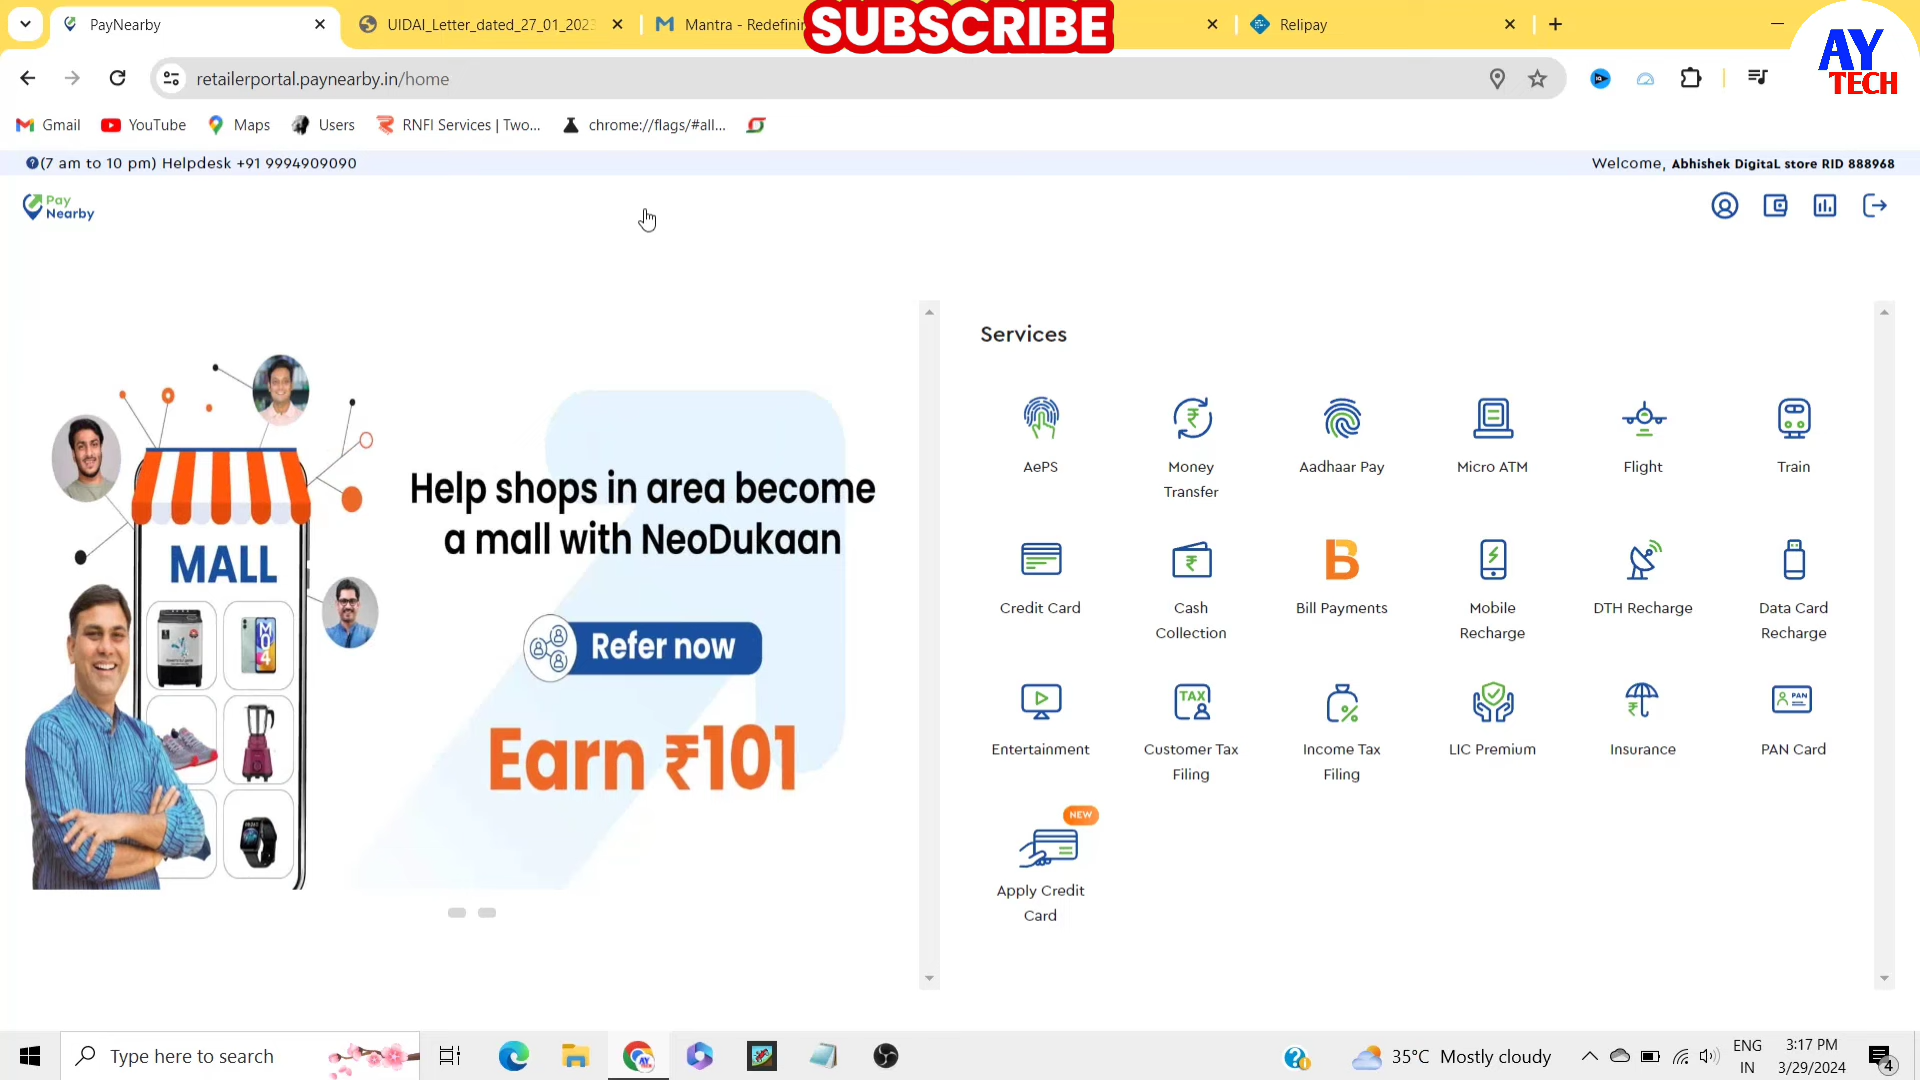 PayNearby
UIDAI_Letter_dated_27_01_202
Mantra - Redefini
SUBSCRIBE
Relipay
AY
TECH
retailerportal.paynearby.in/home
Gmail
YouTube
Maps
Users
RNFI Services | Two...
chrome://flags/#all...
(7 am to 10 pm) Helpdesk +91 9994909090
Welcome, Abhishek DigitaL store RID 888968
Pay
Nearby
MALL
Help shops in area become
a mall with NeoDukaan
Refer now
Earn ₹101
Services
AePS
Money
Transfer
Aadhaar Pay
Micro ATM
Flight
Train
Credit Card
Cash
Collection
Bill Payments
Mobile
Recharge
DTH Recharge
Data Card
Recharge
Entertainment
TAX
Customer Tax
Filing
Income Tax
Filing
LIC Premium
Insurance
PAN
PAN Card
NEW
Apply Credit
Card
Type here to search
35°C Mostly cloudy
ENG
IN
3:17 PM
3/29/2024
4